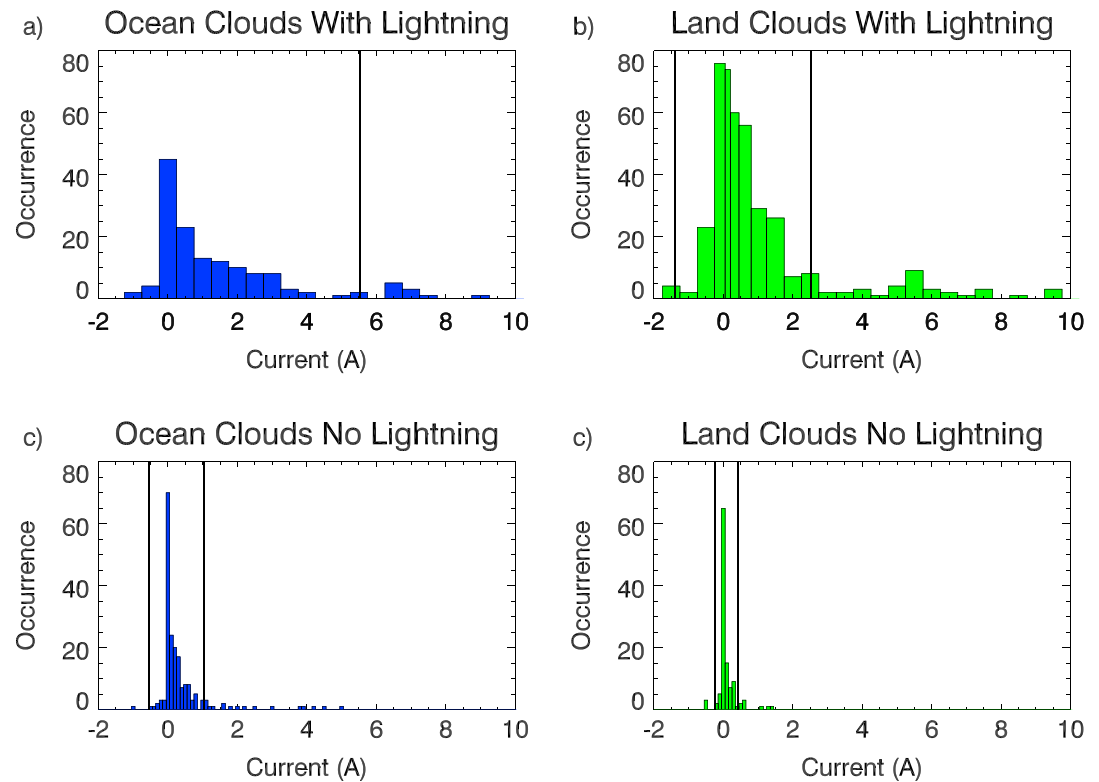 a) Ocean Clouds With Lightning
80
60
40
20
0
Occurrence
-2 0 2 4 6 8 10
Current (A)
b) Land Clouds With Lightning
80
60
40
20
0
Occurrence
-2 0 2 4 6 8 10
Current (A)
c) Ocean Clouds No Lightning
80
60
40
20
0
Occurrence
-2 0 2 4 6 8 10
Current (A)
c) Land Clouds No Lightning
80
60
40
20
0
Occurrence
-2 0 2 4 6 8 10
Current (A)